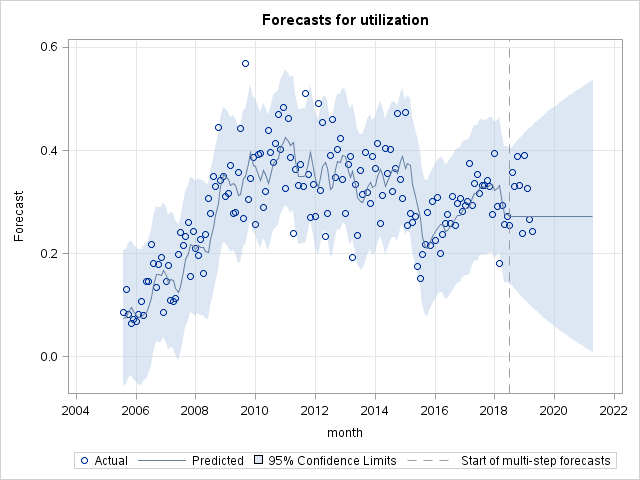 Forecasts for utilization
0.6
0.4
0.2
0.0
Forecast
2004 2006 2008 2010 2012 2014 2016 2018 2020 2022
month
Actual Predicted 95% Confidence Limits Start of multi-step forecasts